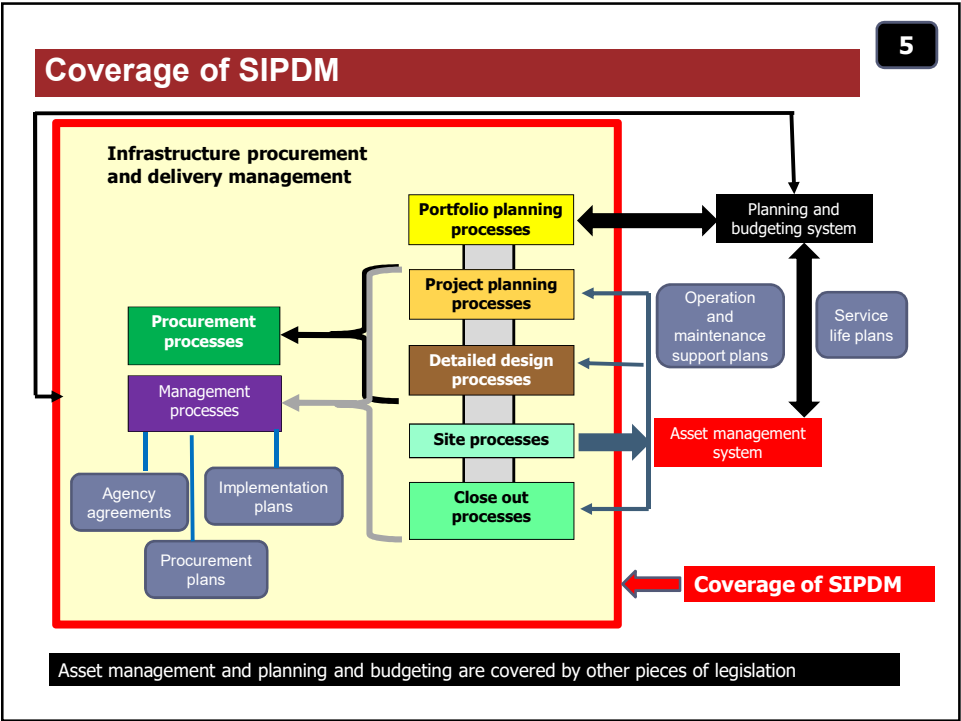 5
Coverage of SIPDM
Infrastructure procurement
and delivery management
Portfolio planning
processes
Planning and
budgeting system
Project planning
processes
Operation
and
maintenance
support plans
Service
life plans
Procurement
processes
Detailed design
processes
Management
processes
Site processes
Asset management
system
Agency
agreements
Implementation
plans
Close out
processes
Procurement
plans
Coverage of SIPDM
Asset management and planning and budgeting are covered by other pieces of legislation